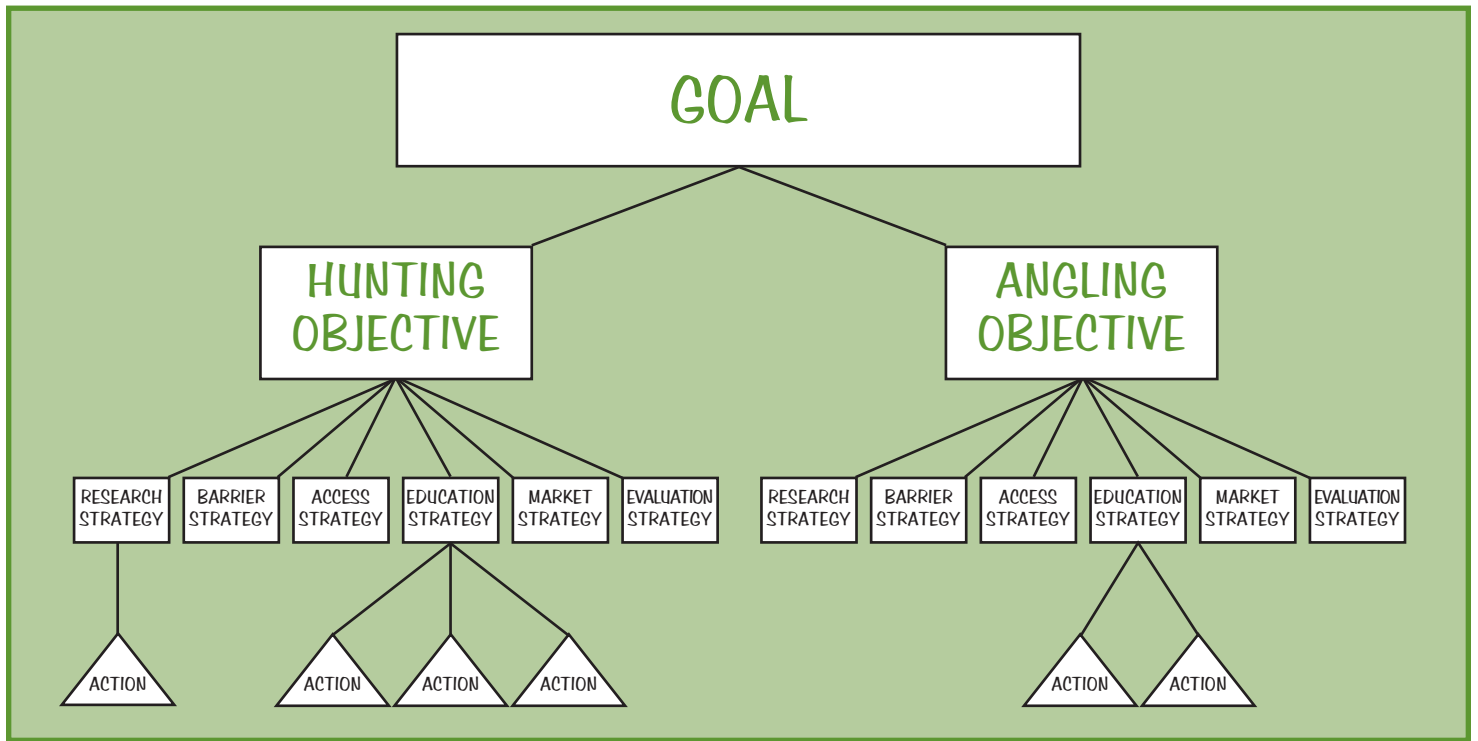 GOAL
HUNTING
OBJECTIVE
ANGLING
OBJECTIVE
RESEARCH
STRATEGY
BARRIER
STRATEGY
ACCESS
STRATEGY
EDUCATION
STRATEGY
MARKET
STRATEGY
EVALUATION
STRATEGY
RESEARCH
STRATEGY
BARRIER
STRATEGY
ACCESS
STRATEGY
EDUCATION
STRATEGY
MARKET
STRATEGY
EVALUATION
STRATEGY
ACTION
ACTION
ACTION
ACTION
ACTION
ACTION